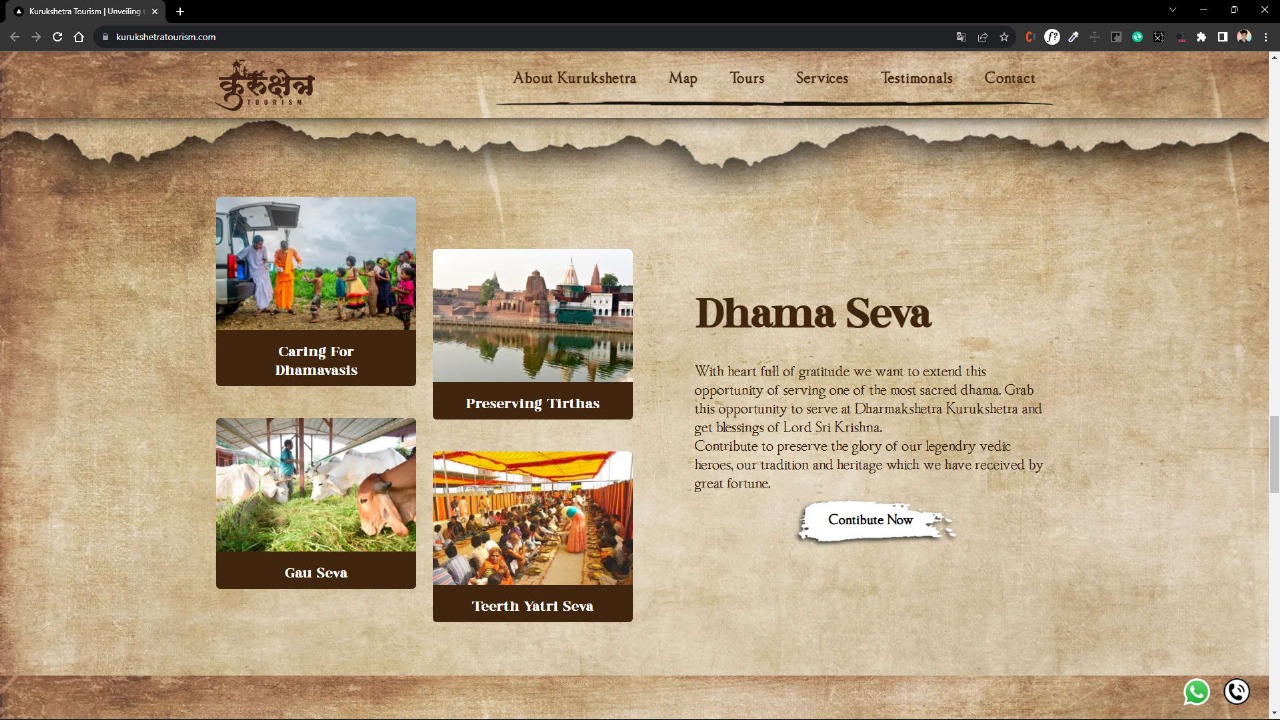 Kurukshetra Tourism | Unveiling t
kurukshetratourism.com
कुरुक्षेत्र
TOURISM
About Kurukshetra Map Tours Services Testimonals Contact
Caring For
Dhamavasis
Preserving Tirthas
Gau Seva
Teerth Yatri Seva
Dhama Seva
With heart full of gratitude we want to extend this
opportunity of serving one of the most sacred dhama. Grab
this opportunity to serve at Dharmakshetra Kurukshetra and
get blessings of Lord Sri Krishna.
Contribute to preserve the glory of our legendry vedic
heroes, our tradition and heritage which we have received by
great fortune.
Contibute Now